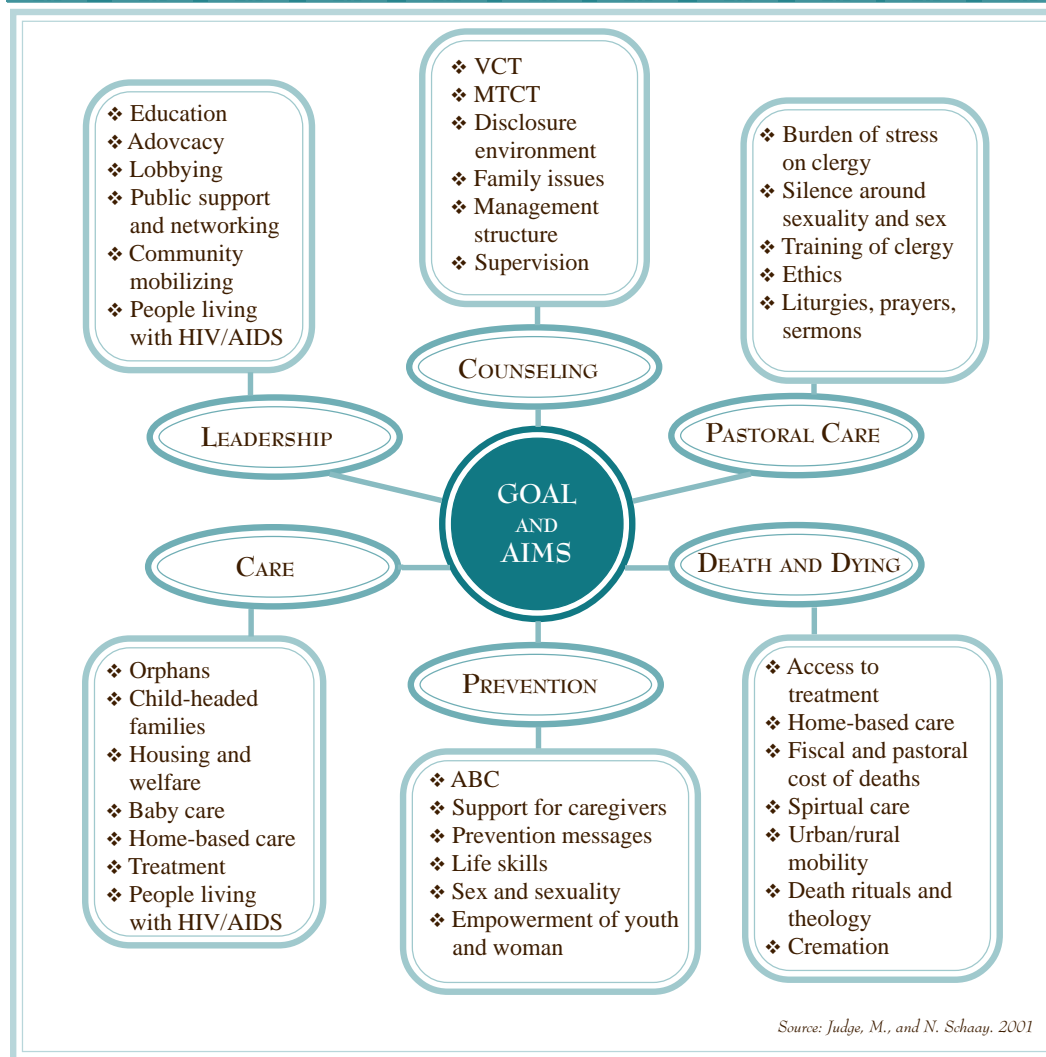 ❖ Education
❖ Adovcacy
❖ Lobbying
❖ Public support
and networking
❖ Community
mobilizing
❖ People living
with HIV/AIDS
LEADERSHIP
❖ VCT
❖ MTCT
❖ Disclosure
environment
❖ Family issues
❖ Management
structure
❖ Supervision
COUNSELING
❖ Burden of stress
on clergy
❖ Silence around
sexuality and sex
❖ Training of clergy
❖ Ethics
❖ Liturgies, prayers,
sermons
PASTORAL CARE
GOAL
AND
AIMS
CARE
❖ Orphans
❖ Child-headed
families
❖ Housing and
welfare
❖ Baby care
❖ Home-based care
❖ Treatment
❖ People living
with HIV/AIDS
PREVENTION
❖ ABC
❖ Support for caregivers
❖ Prevention messages
❖ Life skills
❖ Sex and sexuality
❖ Empowerment of youth
and woman
DEATH AND DYING
❖ Access to
treatment
❖ Home-based care
❖ Fiscal and pastoral
cost of deaths
❖ Spirtual care
❖ Urban/rural
mobility
❖ Death rituals and
theology
❖ Cremation
Source: Judge, M., and N. Schaay. 2001